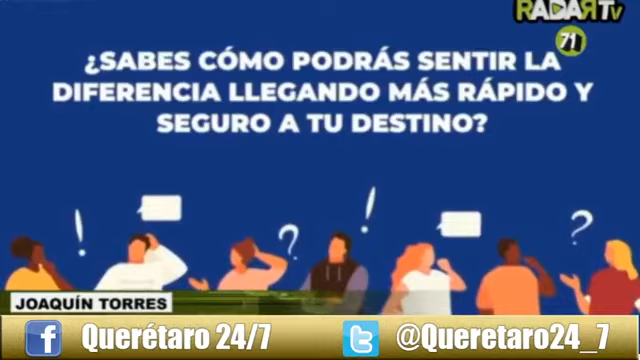 RADAR TV
71
¿SABES CÓMO PODRÁS SENTIR LA
DIFERENCIA LLEGANDO MÁS RÁPIDO Y
SEGURO A TU DESTINO?
! ? ! ?
JOAQUÍN TORRES
f Querétaro 24/7 t @Queretaro24_7